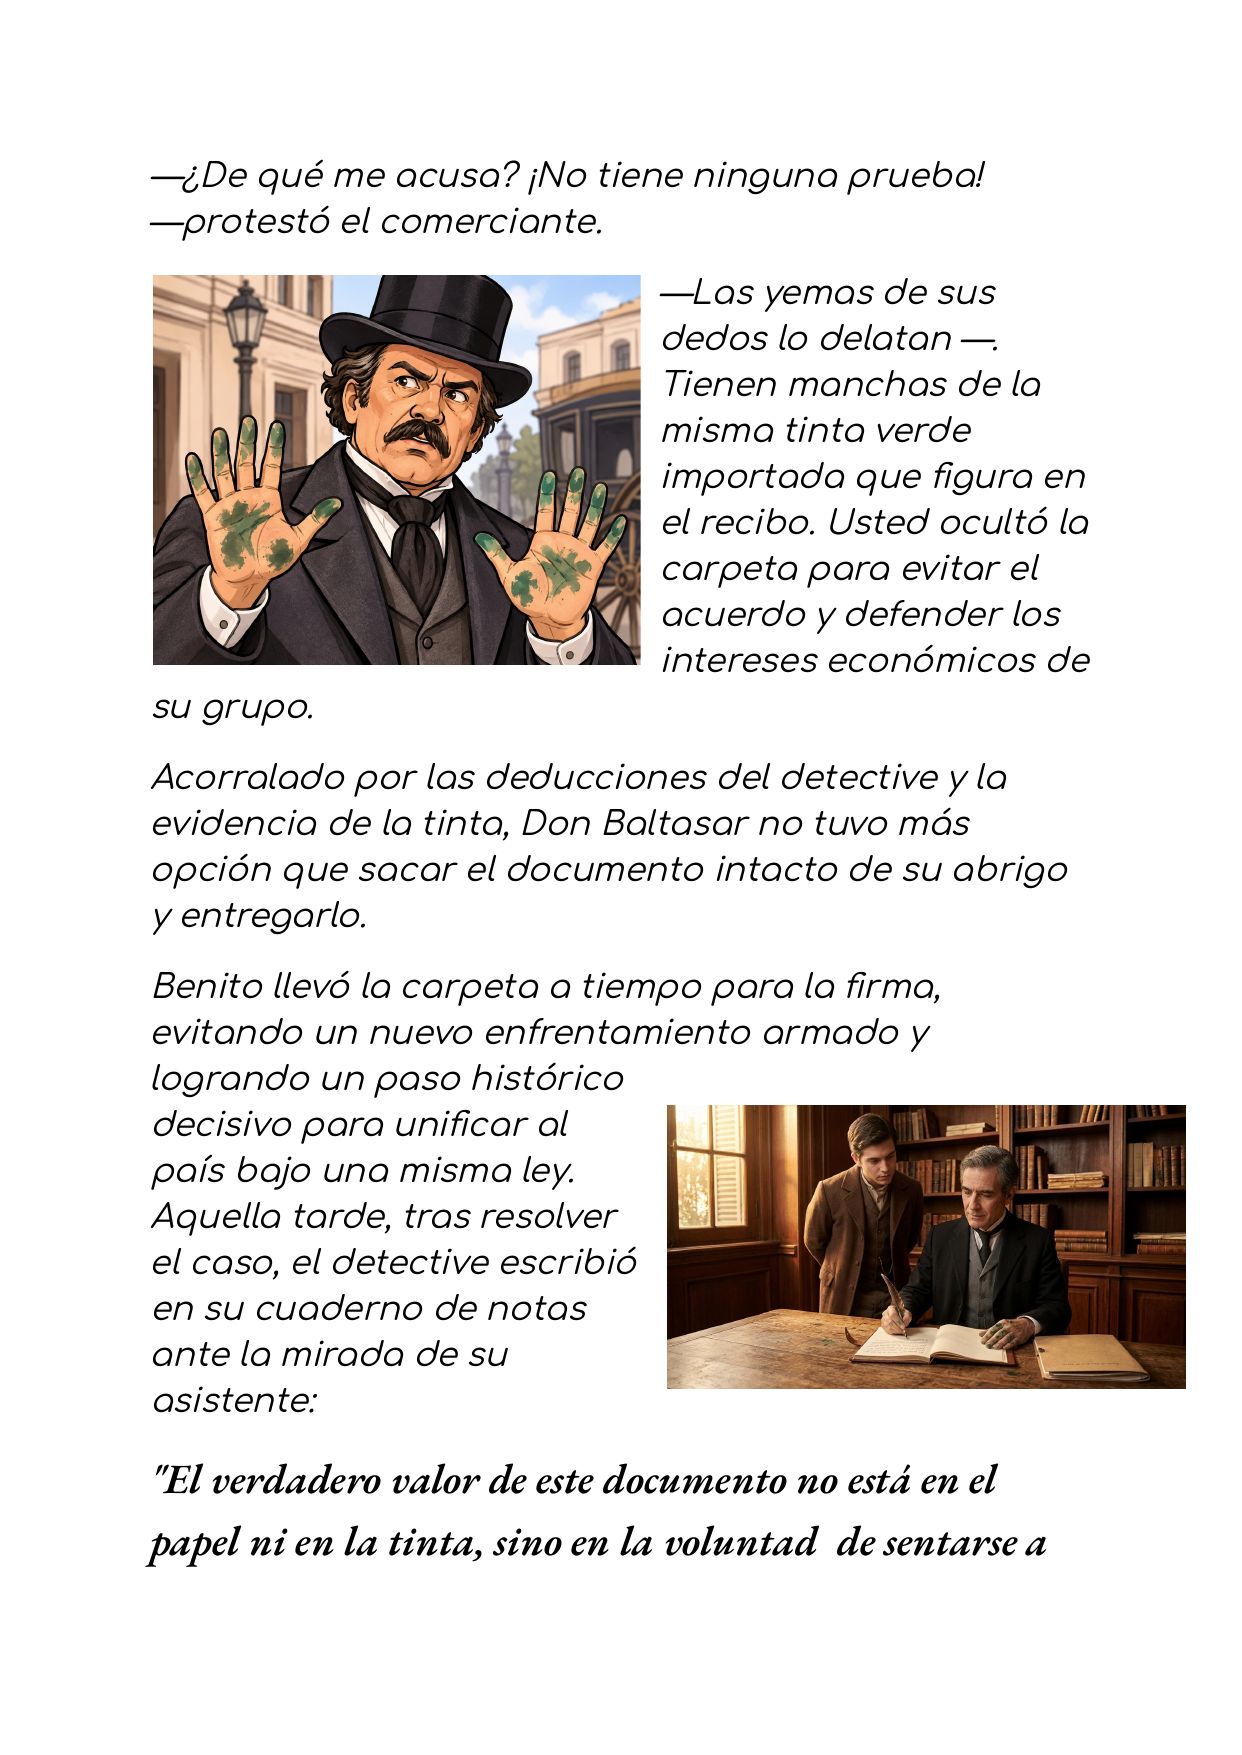 —¿De qué me acusa? ¡No tiene ninguna prueba!
—protestó el comerciante.
—Las yemas de sus
dedos lo delatan —.
Tienen manchas de la
misma tinta verde
importada que figura en
el recibo. Usted ocultó la
carpeta para evitar el
acuerdo y defender los
intereses económicos de
su grupo.
Acorralado por las deducciones del detective y la
evidencia de la tinta, Don Baltasar no tuvo más
opción que sacar el documento intacto de su abrigo
y entregarlo.
Benito llevó la carpeta a tiempo para la firma,
evitando un nuevo enfrentamiento armado y
logrando un paso histórico
decisivo para unificar al
país bajo una misma ley.
Aquella tarde, tras resolver
el caso, el detective escribió
en su cuaderno de notas
ante la mirada de su
asistente:
"El verdadero valor de este documento no está en el
papel ni en la tinta, sino en la voluntad  de sentarse a